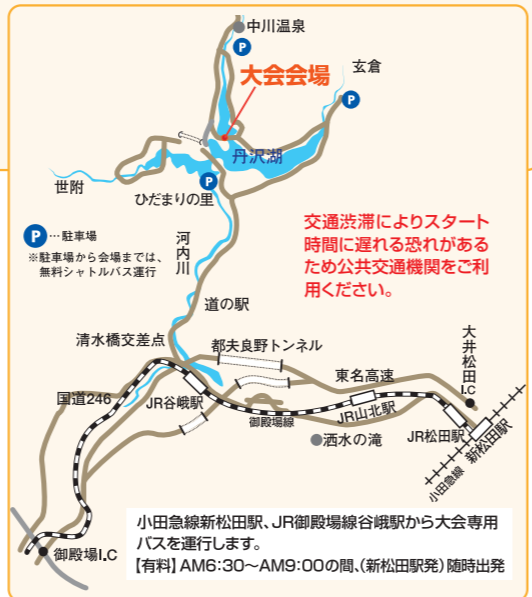 中川温泉
P
玄倉
大会会場
P
丹沢湖
世附
P
ひだまりの里
P…駐車場
※駐車場から会場までは、
無料シャトルバス運行
河内川
交通渋滞によりスタート
時間に遅れる恐れがある
ため公共交通機関をご利
用ください。
道の駅
清水橋交差点
都夫良野トンネル
大井松田I.C
東名高速
国道246
JR谷峨駅
御殿場線
JR山北駅
洒水の滝
JR松田駅
新松田駅
小田急線
御殿場I.C
小田急線新松田駅、JR御殿場線谷峨駅から大会専用
バスを運行します。
【有料】AM6:30〜AM9:00の間、(新松田駅発)随時出発